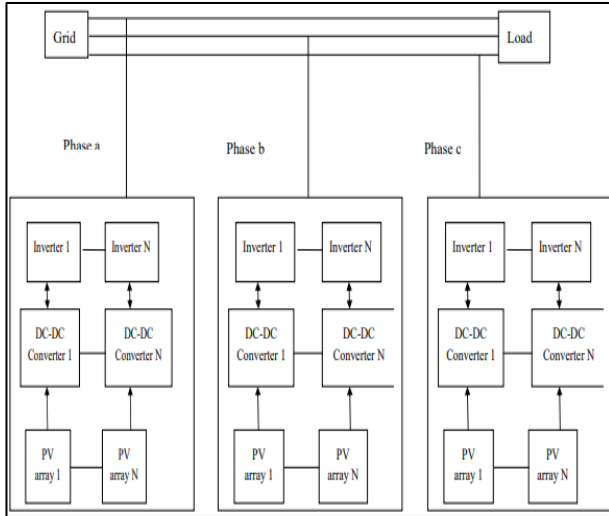 Grid
Load
Phase a
Phase b
Phase c
Inverter 1
Inverter N
Inverter 1
Inverter N
Inverter 1
Inverter N
DC-DC
Converter 1
DC-DC
Converter N
DC-DC
Converter 1
DC-DC
Converter N
DC-DC
Converter 1
DC-DC
Converter N
PV
array 1
PV
array N
PV
array 1
PV
array N
PV
array 1
PV
array N